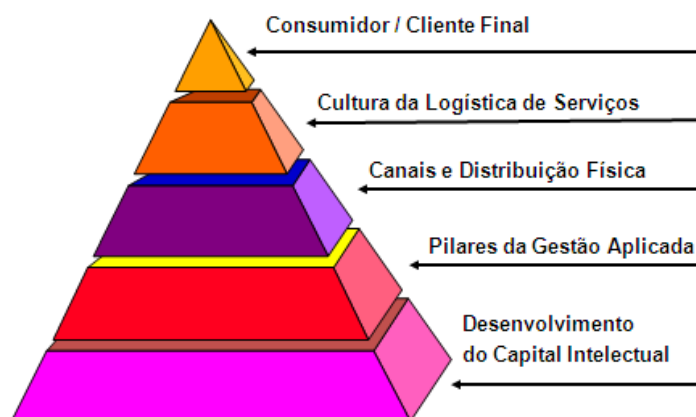 Consumidor / Cliente Final
Cultura da Logística de Serviços
Canais e Distribuição Física
Pilares da Gestão Aplicada
Desenvolvimento
do Capital Intelectual